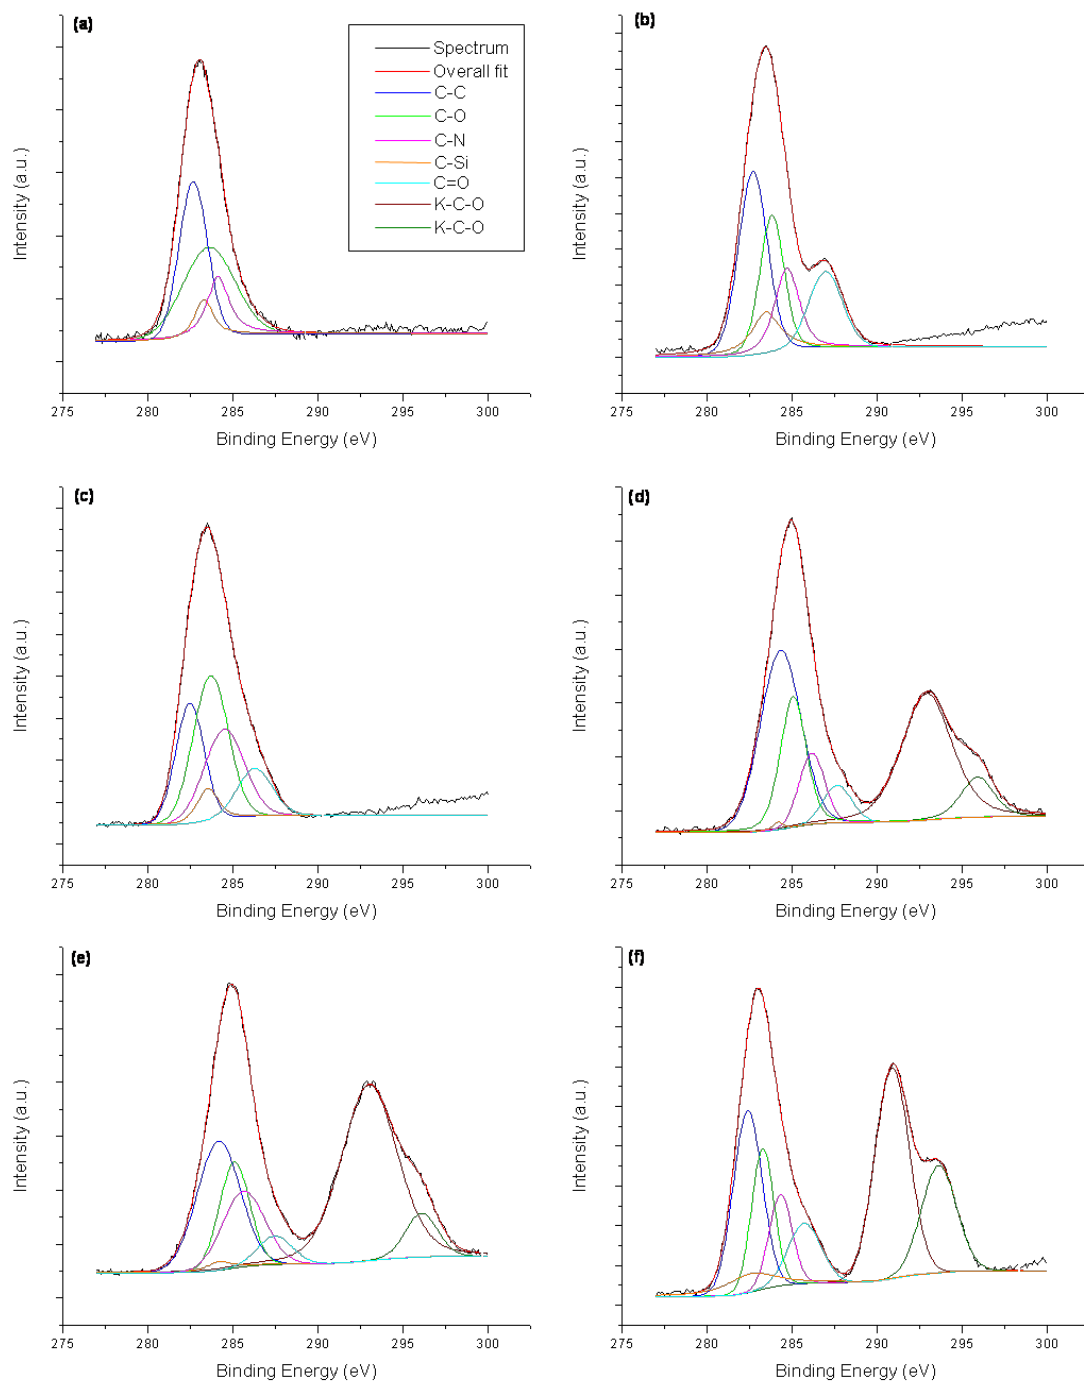 (a)
Spectrum
Overall fit
C-C
C-O
C-N
C-Si
C=O
K-C-O
K-C-O
Intensity (a.u.)
275 280 285 290 295 300
Binding Energy (eV)
(b)
Intensity (a.u.)
275 280 285 290 295 300
Binding Energy (eV)
(c)
Intensity (a.u.)
275 280 285 290 295 300
Binding Energy (eV)
(d)
Intensity (a.u.)
275 280 285 290 295 300
Binding Energy (eV)
(e)
Intensity (a.u.)
275 280 285 290 295 300
Binding Energy (eV)
(f)
Intensity (a.u.)
275 280 285 290 295 300
Binding Energy (eV)